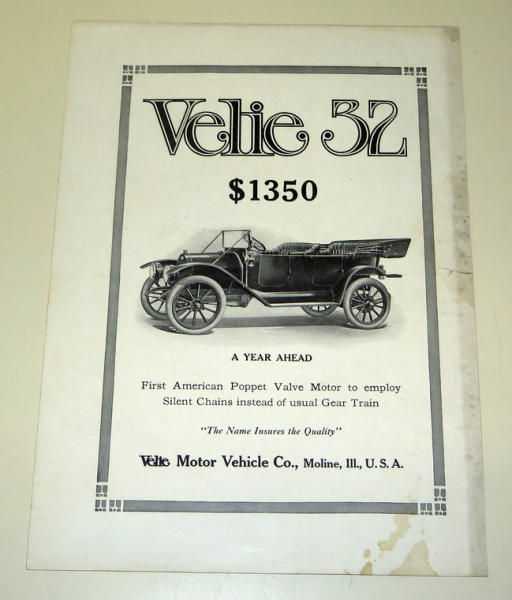 Velie 32
$1350
A YEAR AHEAD
First American Poppet Valve Motor to employ
Silent Chains instead of usual Gear Train
"The Name Insures the Quality"
Velie Motor Vehicle Co., Moline, Ill., U. S. A.